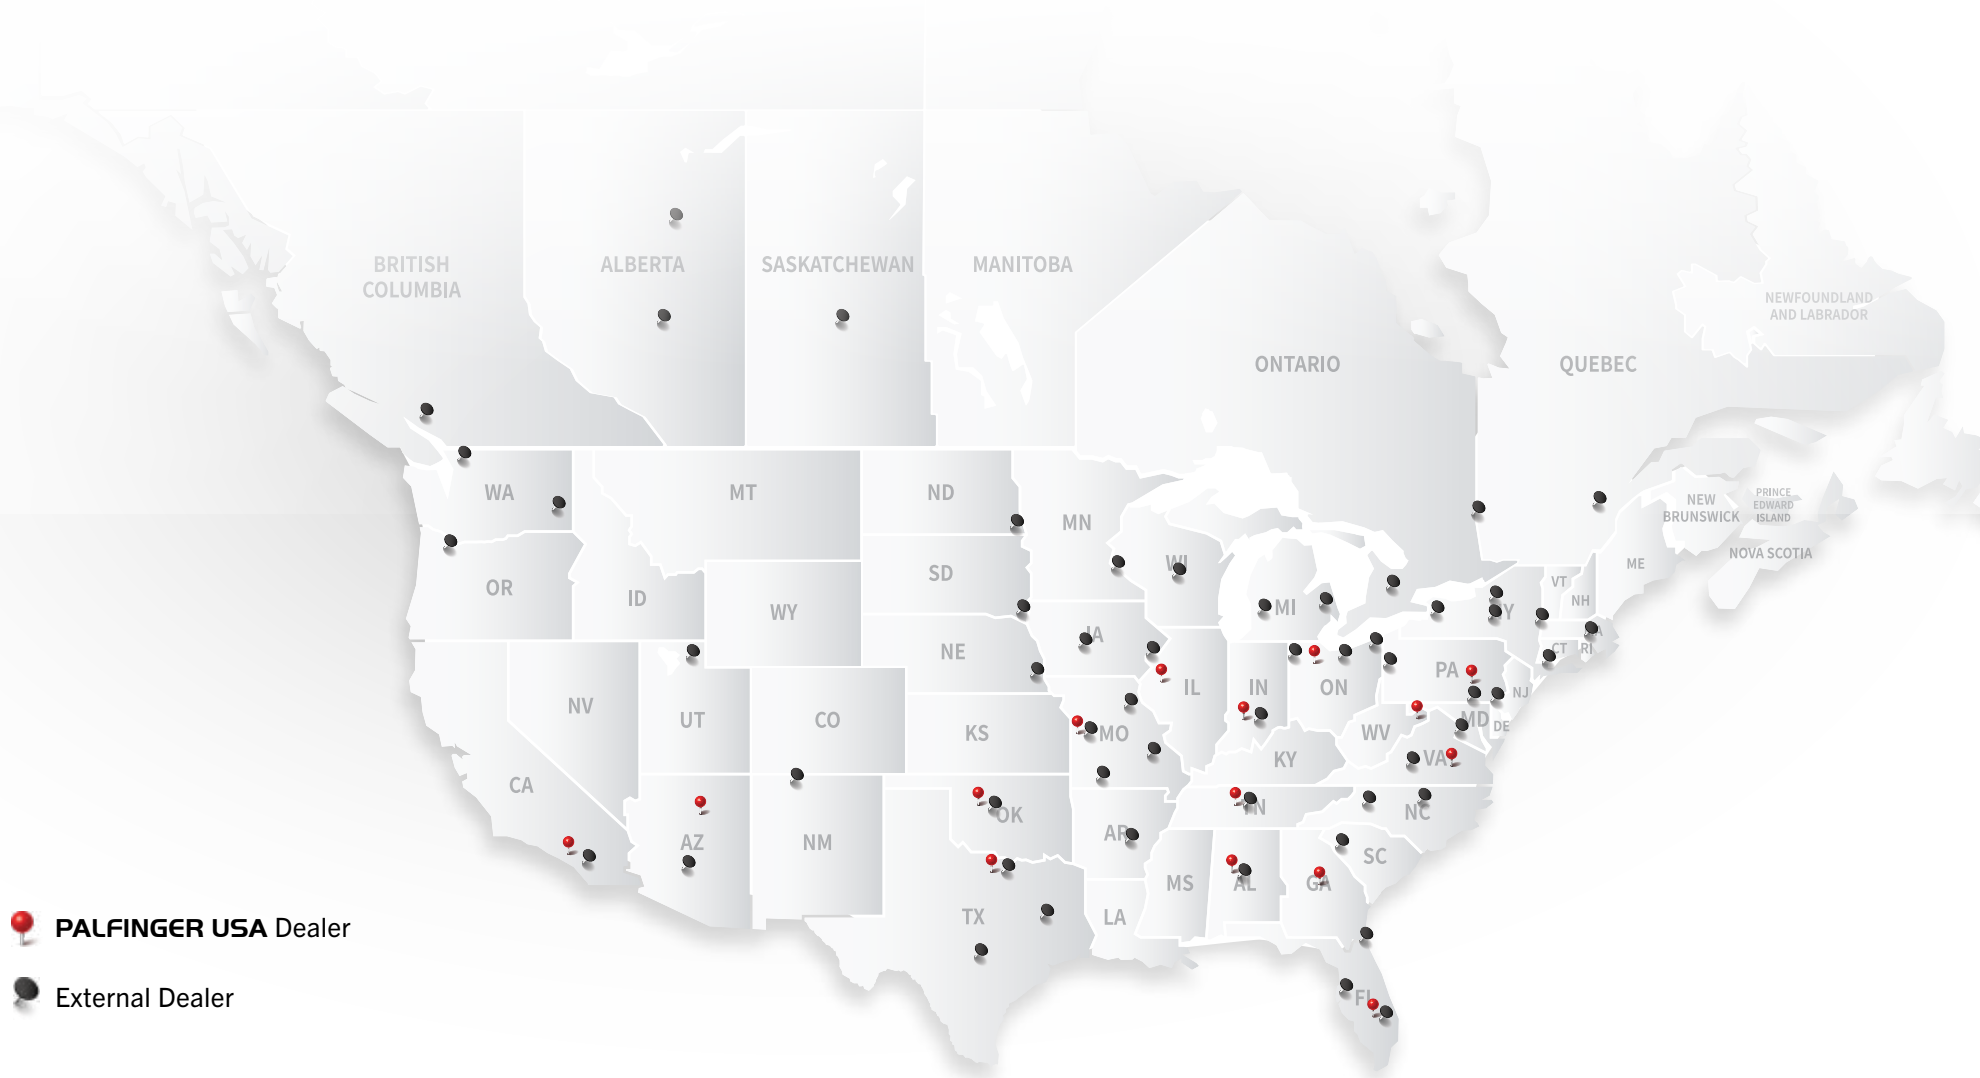 BRITISH
COLUMBIA
ALBERTA
SASKATCHEWAN
MANITOBA
ONTARIO
QUEBEC
NEWFOUNDLAND
AND LABRADOR
NEW
BRUNSWICK
PRINCE
EDWARD
ISLAND
NOVA SCOTIA
WA
MT
ND
MN
WI
MI
ME
VT
NH
OR
ID
WY
SD
IA
Y
A
CT
RI
NE
IL
IN
ON
PA
NJ
NV
UT
CO
KS
MO
WV
MD
DE
VA
KY
CA
AZ
NM
OK
AR
TN
NC
SC
MS
AL
GA
TX
LA
FL
PALFINGER USA Dealer
External Dealer